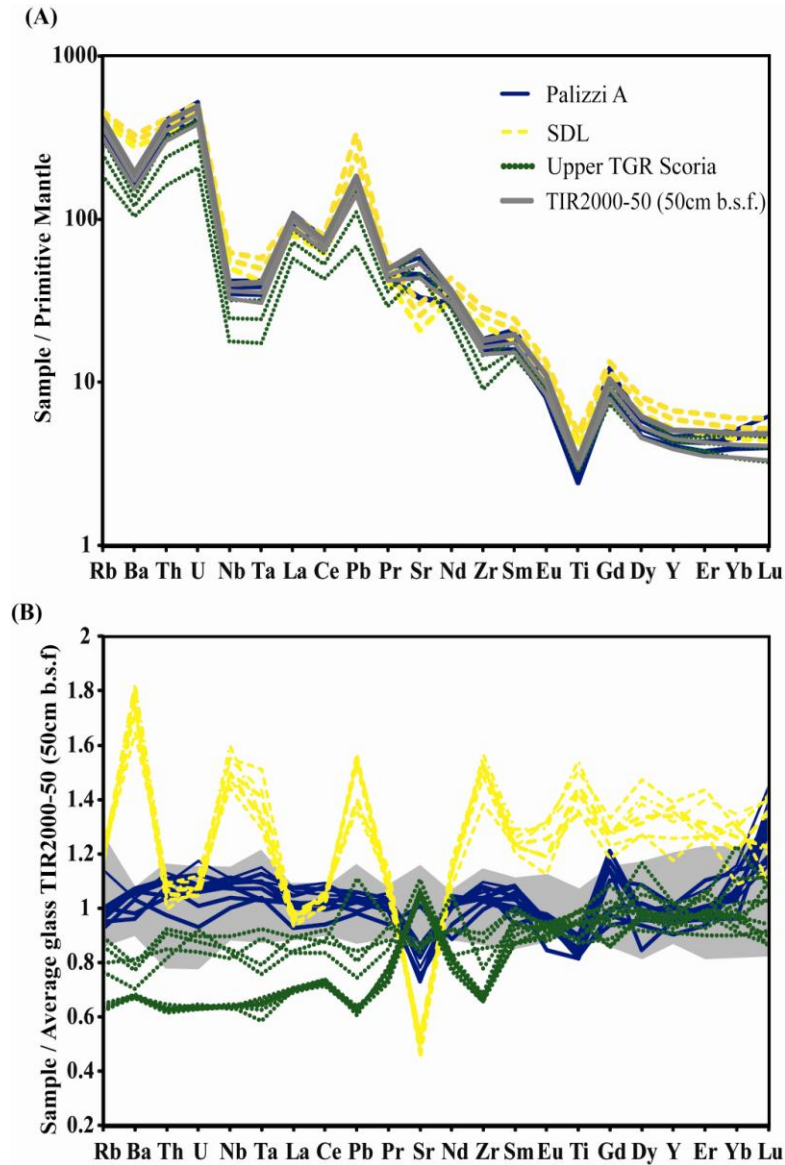 (A)
1000
100
10
1
Sample / Primitive Mantle
Palizzi A
SDL
Upper TGR Scoria
TIR2000-50 (50cm b.s.f.)
Rb Ba Th U Nb Ta La Ce Pb Pr Sr Nd Zr Sm Eu Ti Gd Dy Y Er Yb Lu
(B)
2
1.8
1.6
1.4
1.2
1
0.8
0.6
0.4
0.2
Sample / Average glass TIR2000-50 (50cm b.s.f)
Rb Ba Th U Nb Ta La Ce Pb Pr Sr Nd Zr Sm Eu Ti Gd Dy Y Er Yb Lu